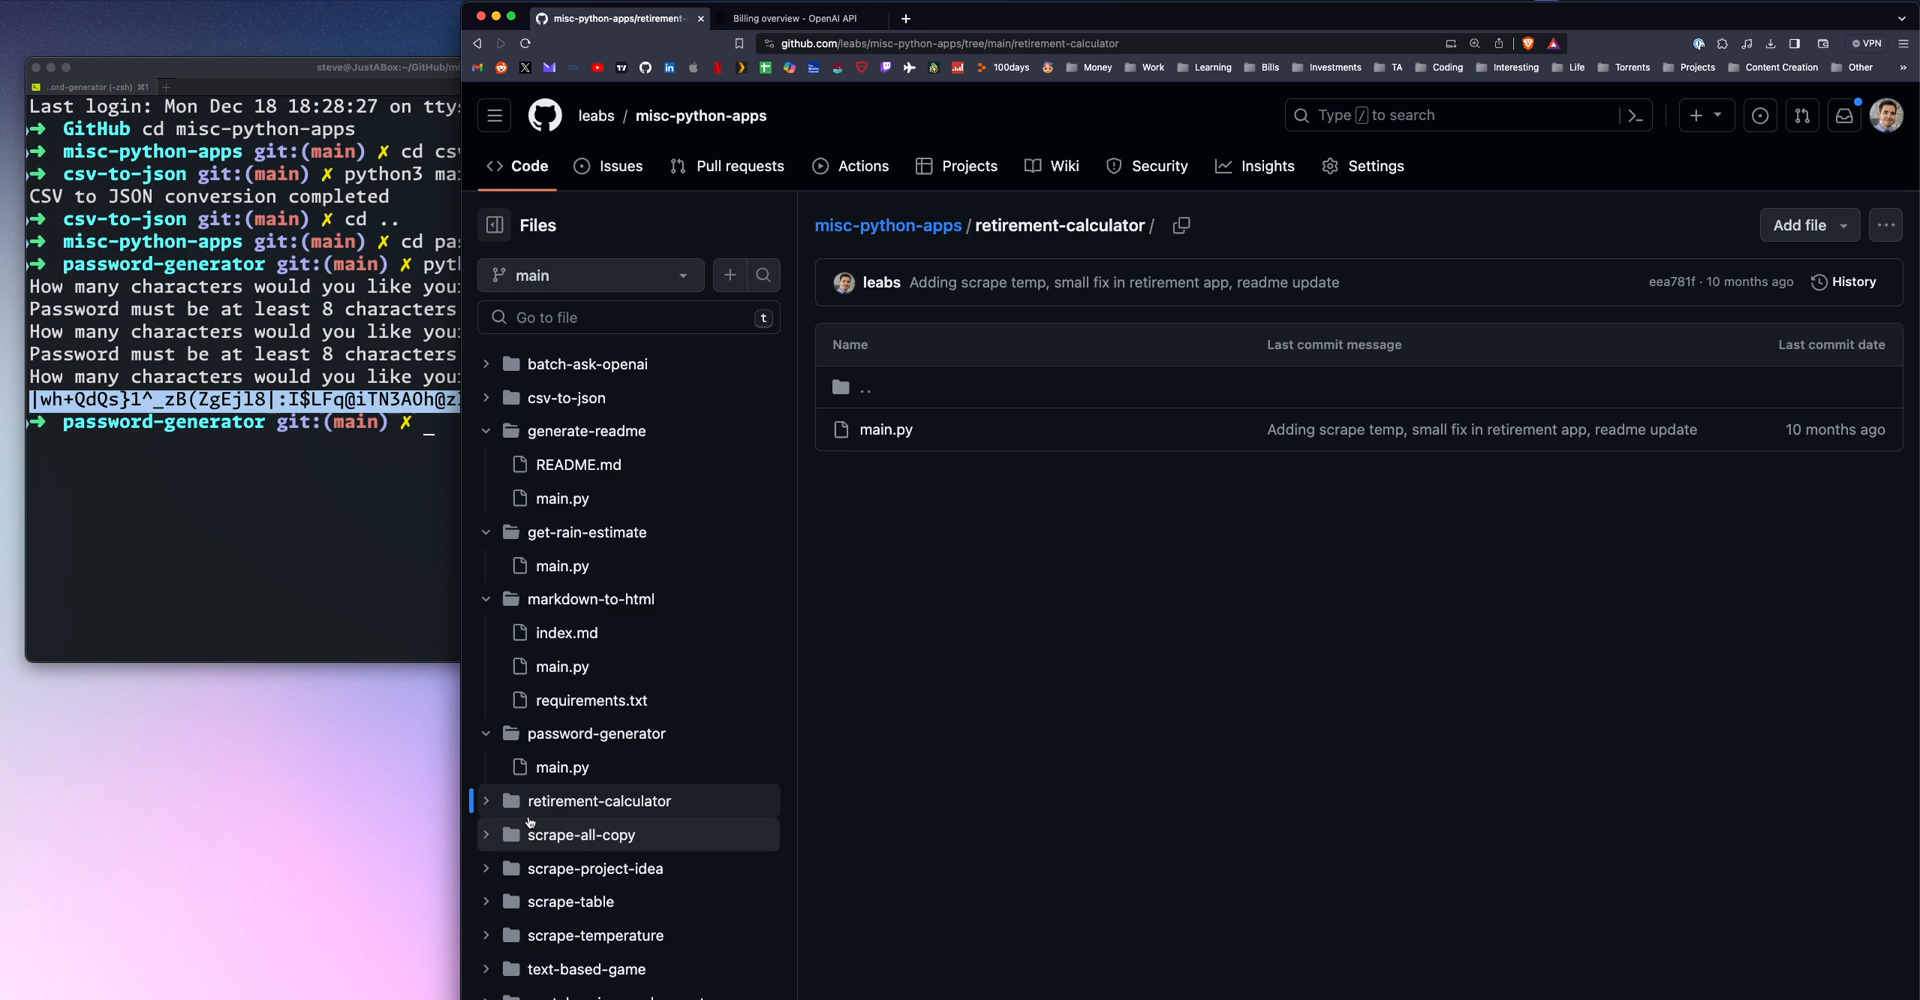 steve@JustABox:~/GitHub/mi
..ord-generator (-zsh) ⌘1
Last login: Mon Dec 18 18:28:27 on ttys
➜ GitHub cd misc-python-apps
➜ misc-python-apps git:(main) ✗ cd csv
➜ csv-to-json git:(main) ✗ python3 ma
CSV to JSON conversion completed
➜ csv-to-json git:(main) ✗ cd ..
➜ misc-python-apps git:(main) ✗ cd pas
➜ password-generator git:(main) ✗ pyth
How many characters would you like you
Password must be at least 8 characters
How many characters would you like you
Password must be at least 8 characters
How many characters would you like you
|wh+QdQs}1^_zB(ZgEjl8|:I$LFq@iTN3AOh@z
➜ password-generator git:(main) ✗ _
misc-python-apps/retirement-
Billing overview - OpenAI API
github.com/leabs/misc-python-apps/tree/main/retirement-calculator
VPN
100days Money Work Learning Bills Investments TA Coding Interesting Life Torrents Projects Content Creation Other »
leabs / misc-python-apps
Type / to search
Code Issues Pull requests Actions Projects Wiki Security Insights Settings
Files
main
Go to file t
batch-ask-openai
csv-to-json
generate-readme
README.md
main.py
get-rain-estimate
main.py
markdown-to-html
index.md
main.py
requirements.txt
password-generator
main.py
retirement-calculator
scrape-all-copy
scrape-project-idea
scrape-table
scrape-temperature
text-based-game
misc-python-apps / retirement-calculator /
Add file
leabs Adding scrape temp, small fix in retirement app, readme update eea781f · 10 months ago History
Name Last commit message Last commit date
..
main.py Adding scrape temp, small fix in retirement app, readme update 10 months ago